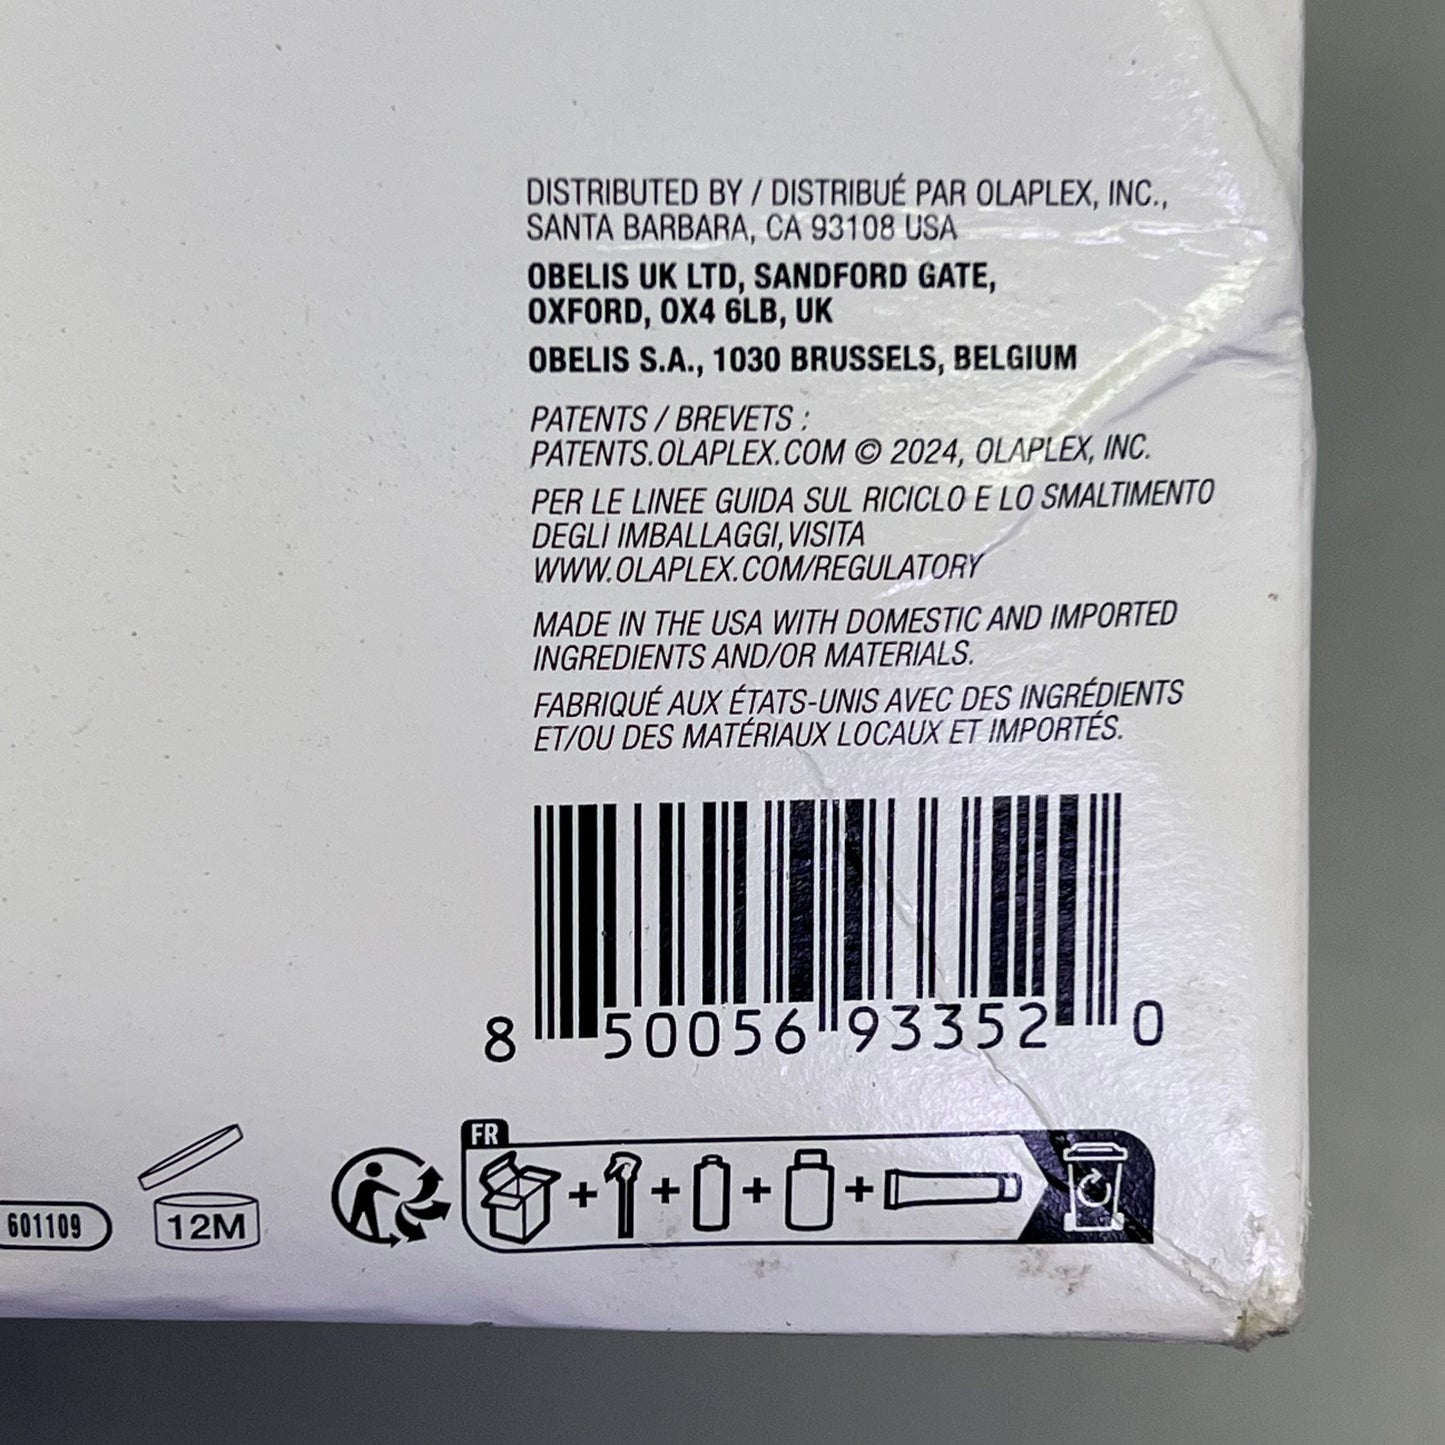 DISTRIBUTED BY / DISTRIBUÉ PAR OLAPLEX, INC.,
SANTA BARBARA, CA 93108 USA
OBELIS UK LTD, SANDFORD GATE,
OXFORD, OX4 6LB, UK
OBELIS S.A., 1030 BRUSSELS, BELGIUM
PATENTS / BREVETS :
PATENTS.OLAPLEX.COM © 2024, OLAPLEX, INC.
PER LE LINEE GUIDA SUL RICICLO E LO SMALTIMENTO
DEGLI IMBALLAGGI,VISITA
WWW.OLAPLEX.COM/REGULATORY
MADE IN THE USA WITH DOMESTIC AND IMPORTED
INGREDIENTS AND/OR MATERIALS.
FABRIQUÉ AUX ÉTATS-UNIS AVEC DES INGRÉDIENTS
ET/OU DES MATÉRIAUX LOCAUX ET IMPORTÉS.
8 50056 93352 0
FR
+ + + +
601109
12M